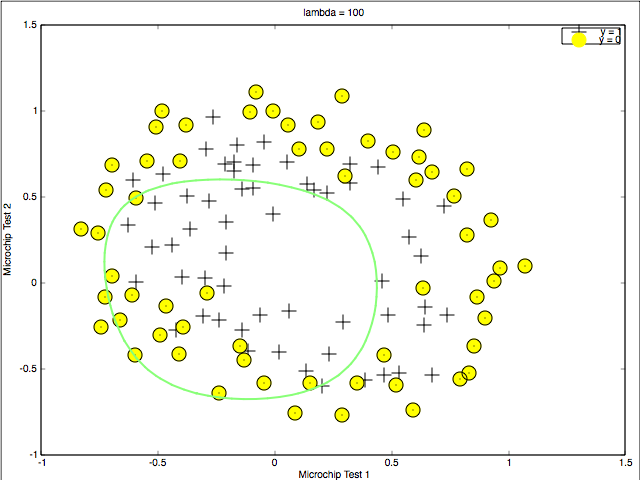 lambda = 100
1.5
y = 1
y = 0
1
0.5
0
-0.5
-1
-1
-0.5
0
0.5
1
1.5
Microchip Test 1
Microchip Test 2